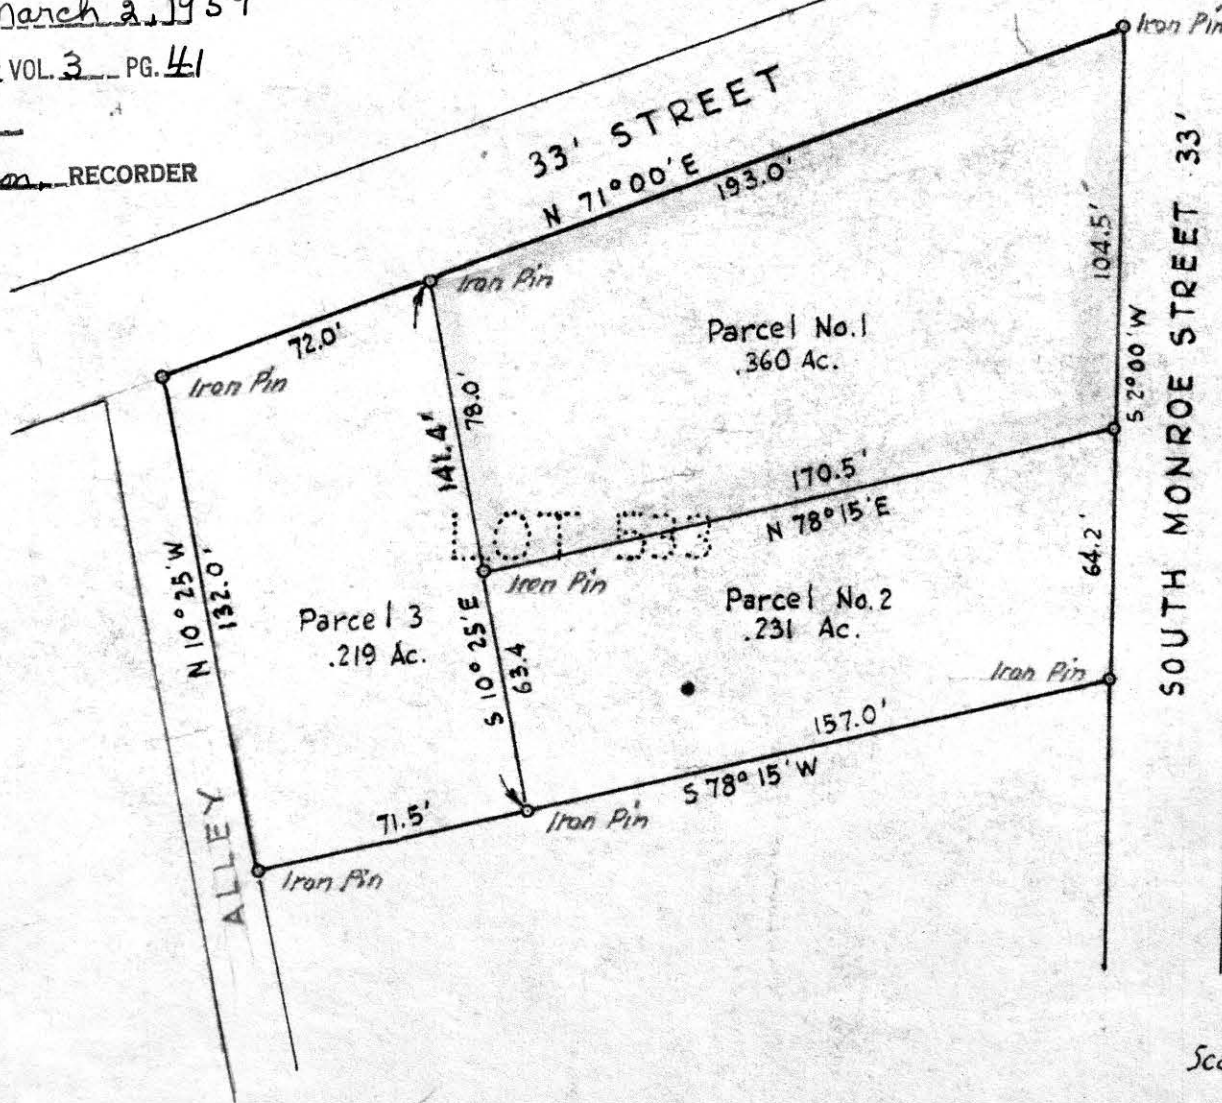 March 2, 195
VOL. 3 PG. 41
RECORDER
Iron Pin
33' STREET
N 71°00'E
193.0'
SOUTH MONROE STREET 33'
104.5'
S 2°00'W
Iron Pin
72.0'
Iron Pin
Parcel No.1
.360 Ac.
78.0'
141.4'
170.5'
N 78°15'E
LOT 533
Iron Pin
64.2'
N 10°25'W
132.0'
Parcel 3
.219 Ac.
S 10°25'E
63.4
Parcel No.2
.231 Ac.
Iron Pin
157.0'
S 78°15'W
71.5'
Iron Pin
Iron Pin
ALLEY